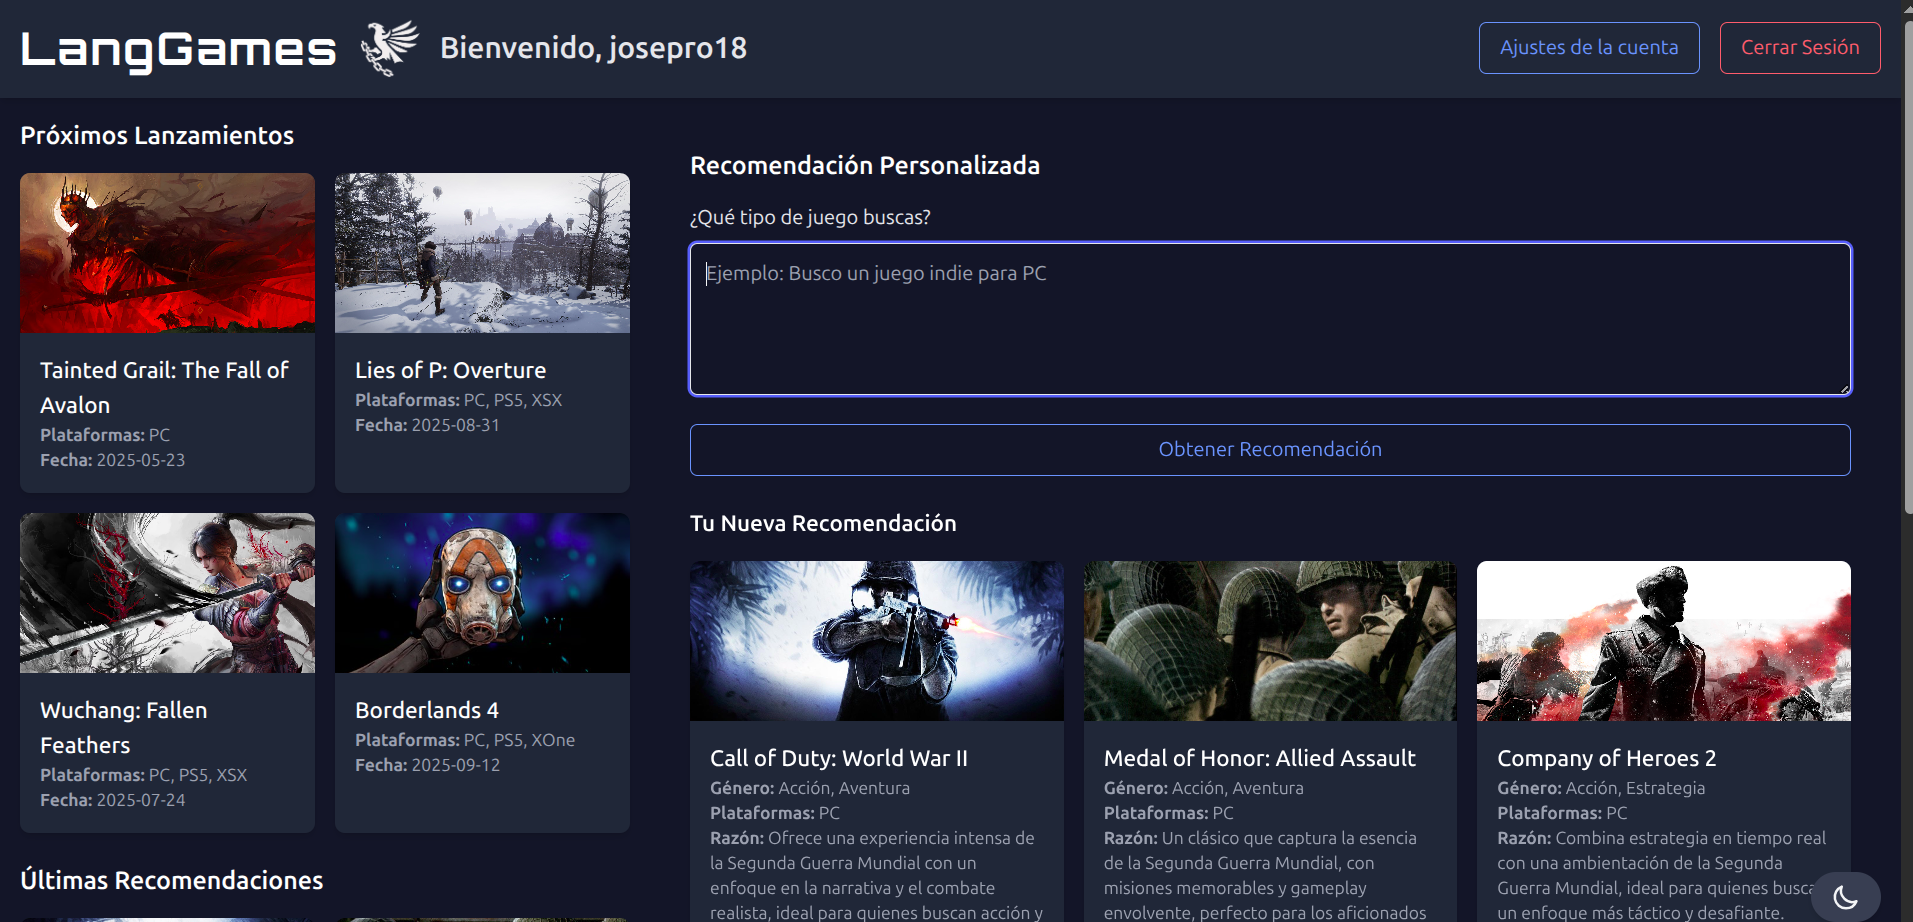 LangGames
Bienvenido, josepro18
Ajustes de la cuenta
Cerrar Sesión
Próximos Lanzamientos
Tainted Grail: The Fall of
Avalon
Plataformas: PC
Fecha: 2025-05-23
Lies of P: Overture
Plataformas: PC, PS5, XSX
Fecha: 2025-08-31
Wuchang: Fallen
Feathers
Plataformas: PC, PS5, XSX
Fecha: 2025-07-24
Borderlands 4
Plataformas: PC, PS5, XOne
Fecha: 2025-09-12
Últimas Recomendaciones
Recomendación Personalizada
¿Qué tipo de juego buscas?
Ejemplo: Busco un juego indie para PC
Obtener Recomendación
Tu Nueva Recomendación
Call of Duty: World War II
Género: Acción, Aventura
Plataformas: PC
Razón: Ofrece una experiencia intensa de
la Segunda Guerra Mundial con un
enfoque en la narrativa y el combate
realista, ideal para quienes buscan acción y
Medal of Honor: Allied Assault
Género: Acción, Aventura
Plataformas: PC
Razón: Un clásico que captura la esencia
de la Segunda Guerra Mundial, con
misiones memorables y gameplay
envolvente, perfecto para los aficionados
Company of Heroes 2
Género: Acción, Estrategia
Plataformas: PC
Razón: Combina estrategia en tiempo real
con una ambientación de la Segunda
Guerra Mundial, ideal para quienes busca
un enfoque más táctico y desafiante.